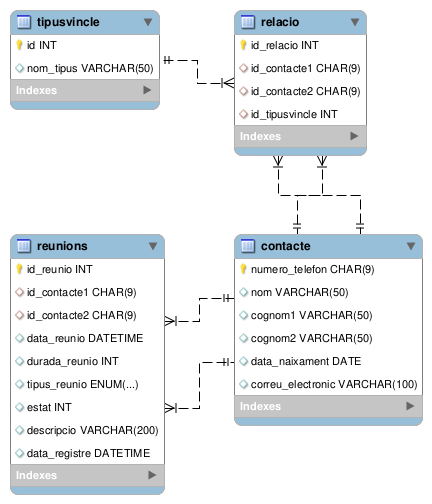 tipusvincle
id INT
nom_tipus VARCHAR(50)
Indexes
relacio
id_relacio INT
id_contacte1 CHAR(9)
id_contacte2 CHAR(9)
id_tipusvincle INT
Indexes
reunions
id_reunio INT
id_contacte1 CHAR(9)
id_contacte2 CHAR(9)
data_reunio DATETIME
durada_reunio INT
tipus_reunio ENUM(...)
estat INT
descripcio VARCHAR(200)
data_registre DATETIME
Indexes
contacte
numero_telefon CHAR(9)
nom VARCHAR(50)
cognom1 VARCHAR(50)
cognom2 VARCHAR(50)
data_naixament DATE
correu_electronic VARCHAR(100)
Indexes